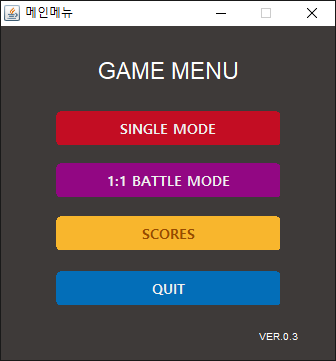 메인메뉴
GAME MENU
SINGLE MODE
1:1 BATTLE MODE
SCORES
QUIT
VER.0.3